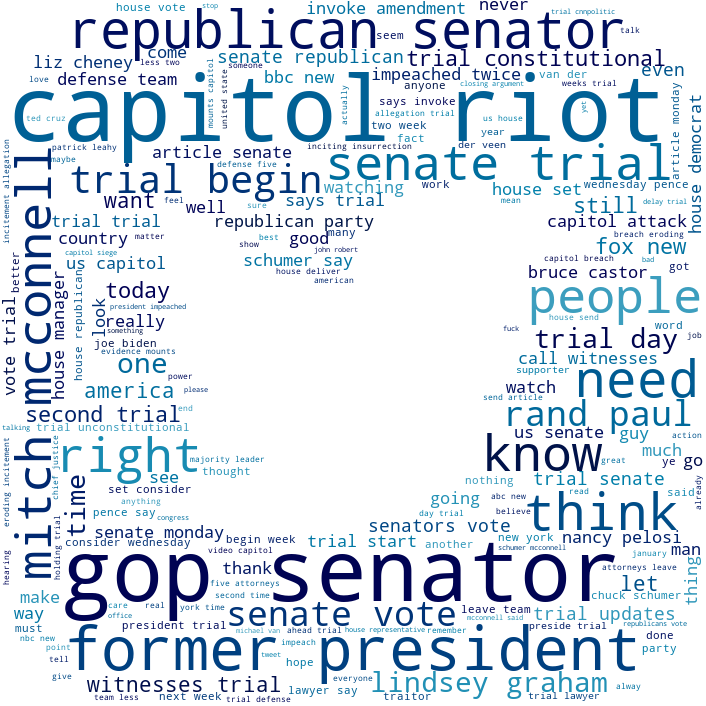 house vote
stop
invoke amendment
never
trial cnnpolitic
republican senator
seem
talk
come
senate republican
trial constitutional
liz cheney
less two
someone
defense team
bbc new
impeached twice
van der
even
love
mounts capitol
united state
anyone
closing argument
weeks trial
capitol riot
says invoke
allegation trial
actually
us house
yet
ted cruz
two week
year
fact
inciting insurrection
der veen
patrick leahy
maybe
article senate
senate trial
article monday
house democrat
incitement allegation
mitch mcconnell
trial begin
defense five
watching
work
house set
wednesday pence
want
feel
well
sure
says trial
mean
still
delay trial
trial trial
republican party
capitol attack
country
matter
best
many
good
breach eroding
capitol siege
show
john robert
schumer say
fox new
us capitol
house deliver
american
capitol breach
bad
got
bruce castor
better
house manager
house republican
president impeached
today
people
look
really
something
house send
word
vote trial
joe biden
fuck
trial day
job
evidence mounts
call witnesses
one
power
supporter
need
america
please
watch
send article
second trial
end
rand paul
talking
trial unconstitutional
us senate
guy
action
right
majority leader
know
much
chief justice
see
thought
great
ye
go
eroding incitement
set consider
nothing
trial senate
said
already
time
anything
going
abc new
read
think
pence say
congress
day trial
believe
senate monday
senators vote
new york
nancy pelosi
january
man
holding trial
hearing
consider wednesday
begin week
trial start
another
schumer mcconnell
video capitol
attorneys leave
gop senator
thank
let
thing
five attorneys
second time
chuck schumer
make
care
real
york time
senate vote
leave team
trial updates
way
office
mcconnell said
president trial
preside trial
must
michael van
ahead trial
house representative
remember
republicans vote
former president
done
nbc new
point
party
tell
tweet
impeach
hope
give
witnesses trial
lawyer say
everyone
lindsey graham
alway
team less
next week
trial defense
traitor
trial lawyer